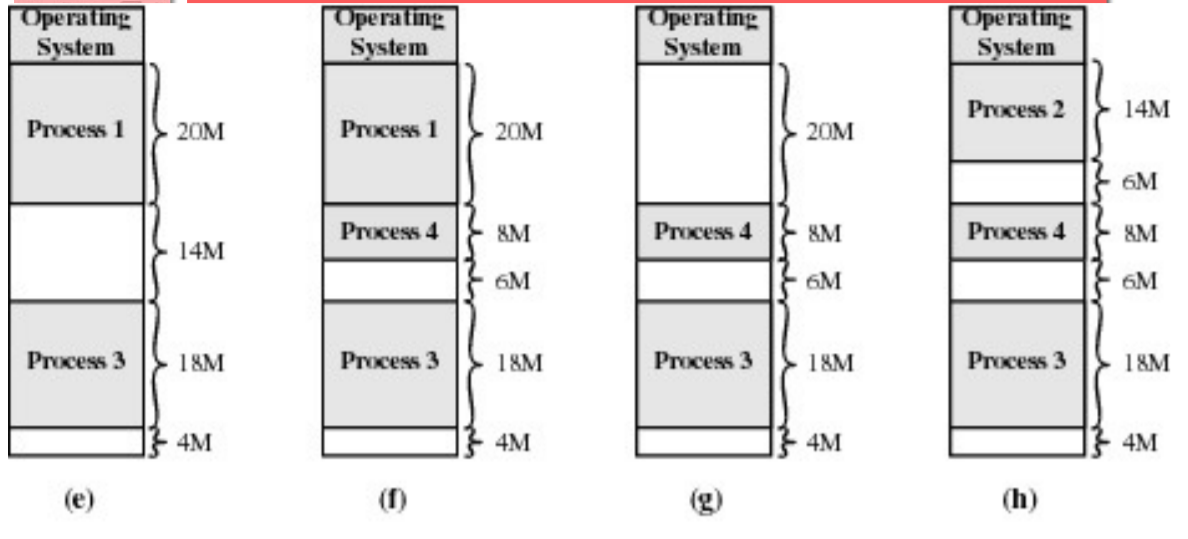 Operating
System
Process 1
20M
14M
Process 3
18M
4M
(e)
Operating
System
Process 1
20M
Process 4
8M
6M
Process 3
18M
4M
(f)
Operating
System
20M
Process 4
8M
6M
Process 3
18M
4M
(g)
Operating
System
Process 2
14M
6M
Process 4
8M
6M
Process 3
18M
4M
(h)